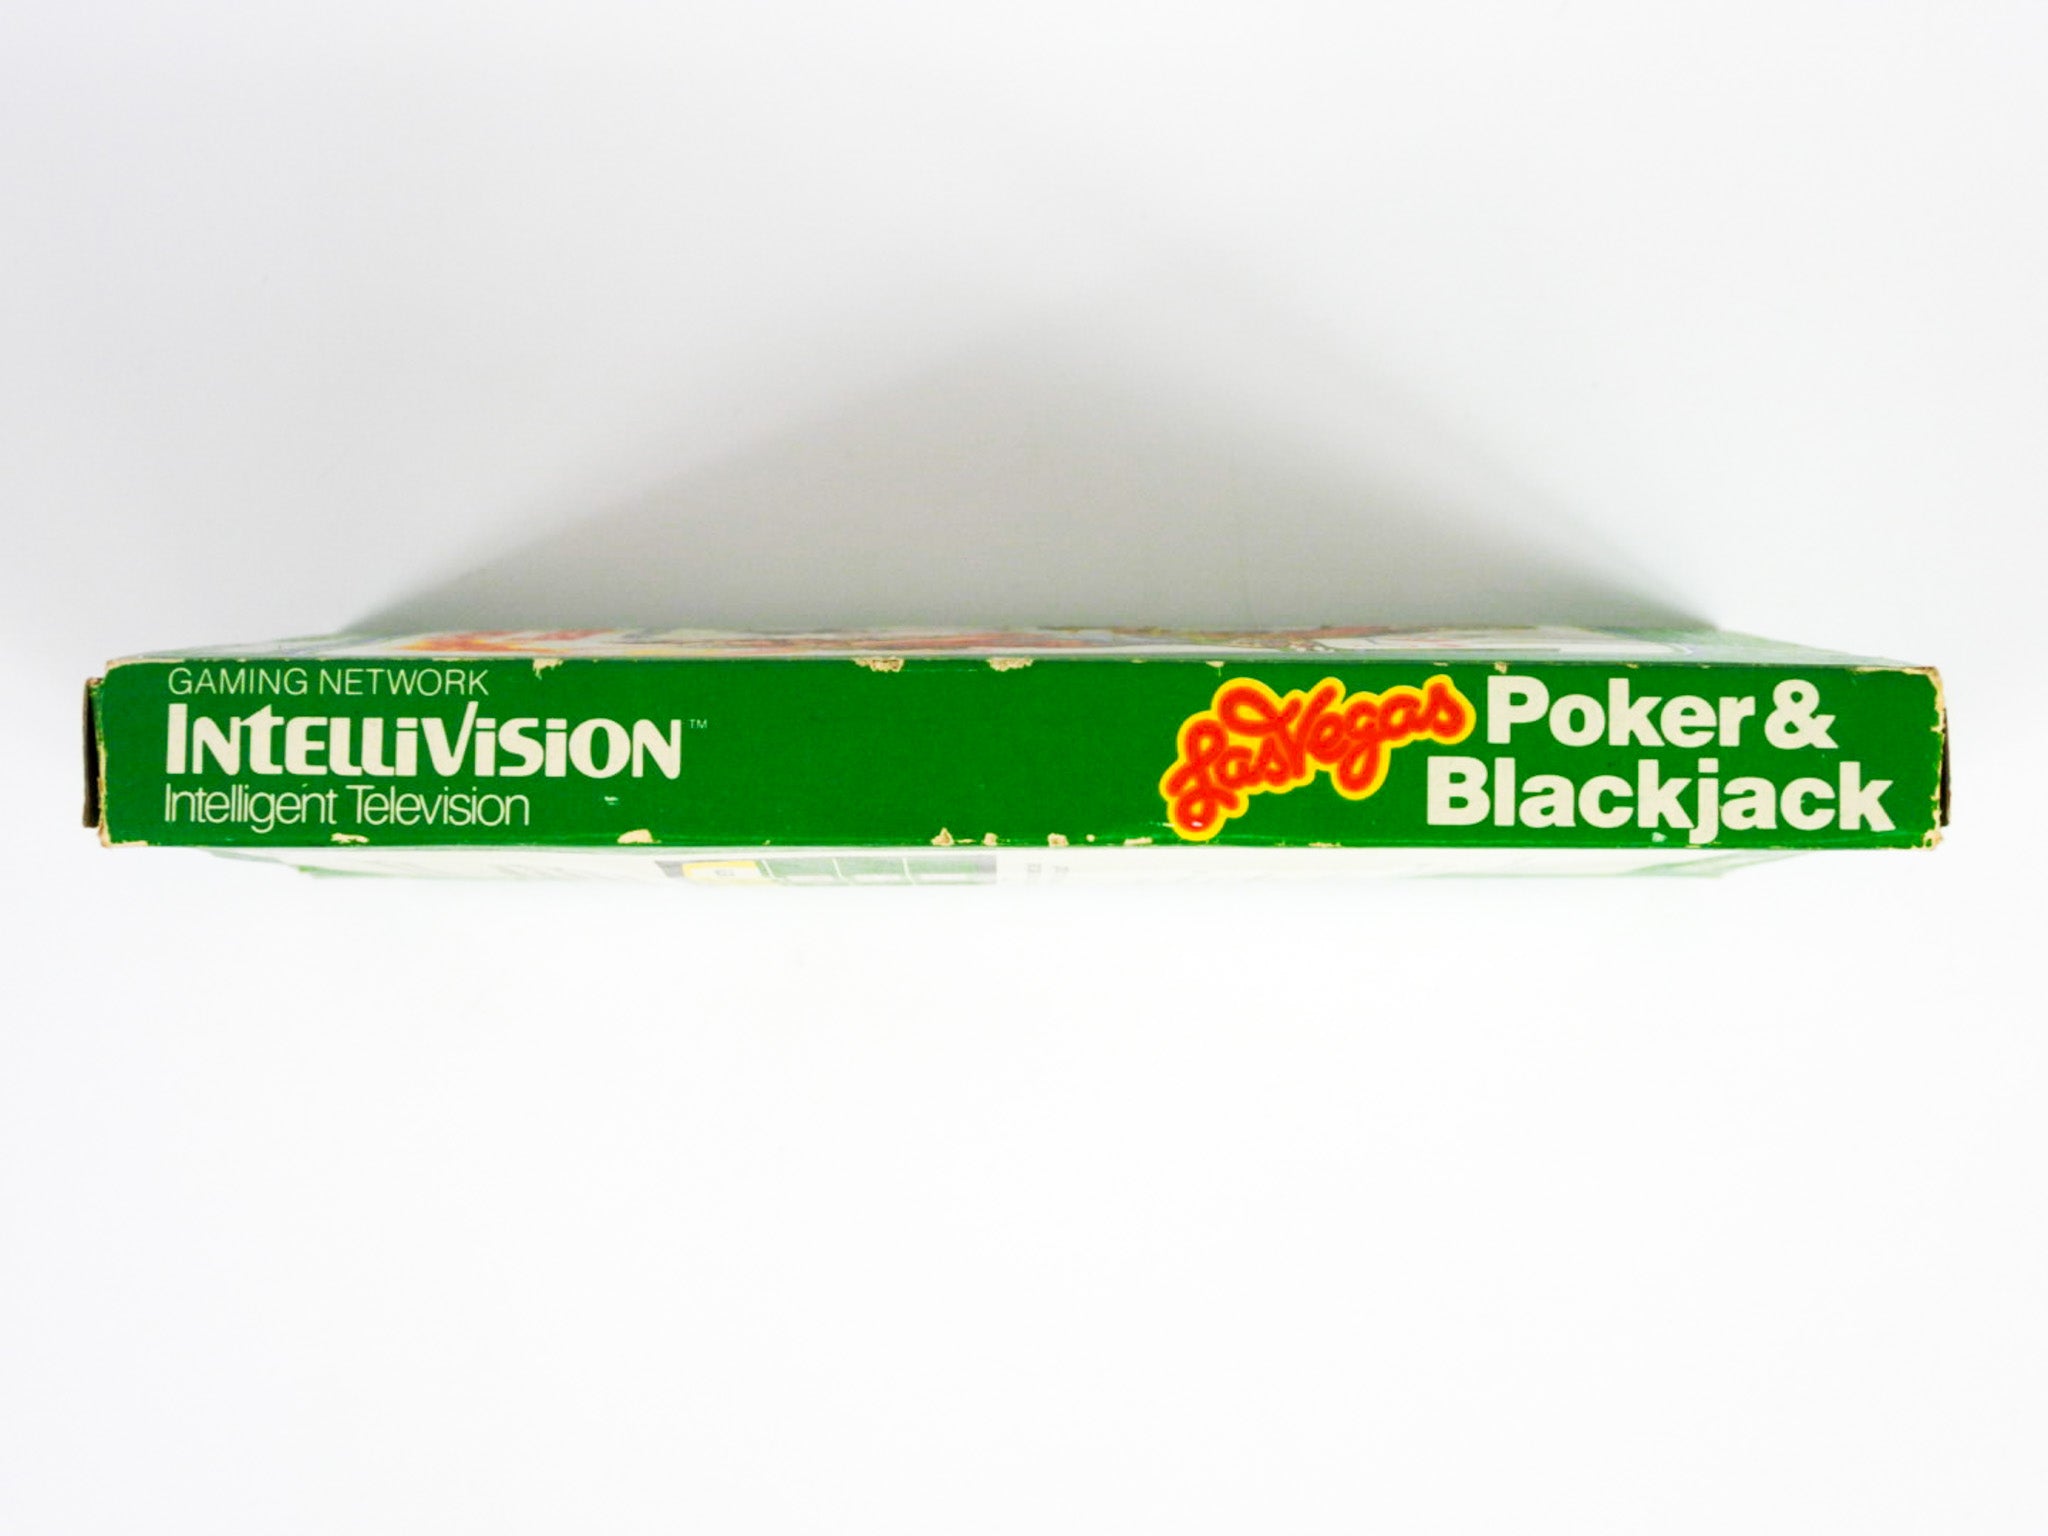 GAMING NETWORK
INTELLIVISION™
Intelligent Television
Las Vegas
Poker &
Blackjack